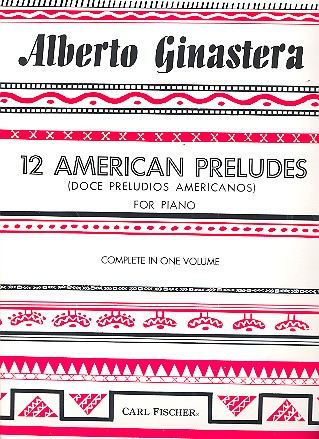 Alberto Ginastera
12 AMERICAN PRELUDES
(DOCE PRELUDIOS AMERICANOS)
FOR PIANO
COMPLETE IN ONE VOLUME
CARL FISCHER